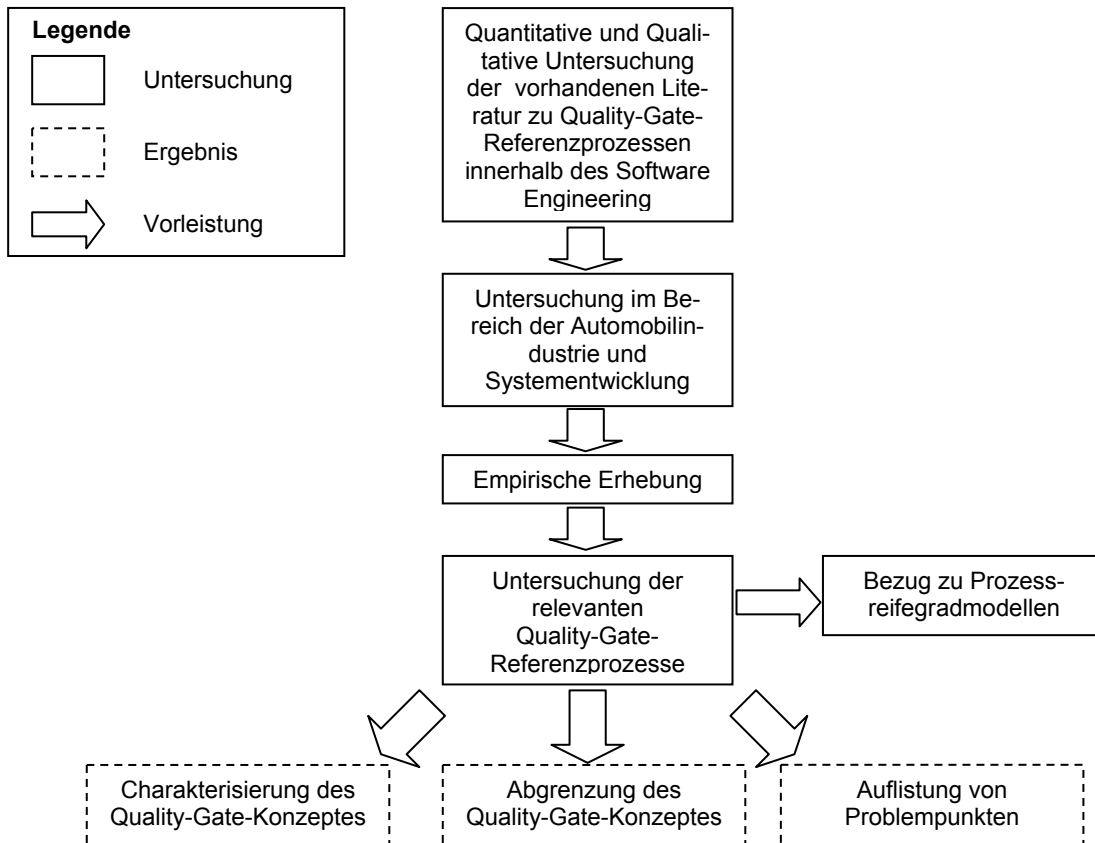 Legende
Untersuchung
Ergebnis
Vorleistung
Quantitative und Quali-
tative Untersuchung
der vorhandenen Lite-
ratur zu Quality-Gate-
Referenzprozessen
innerhalb des Software
Engineering
Untersuchung im Be-
reich der Automobilin-
dustrie und
Systementwicklung
Empirische Erhebung
Untersuchung der
relevanten
Quality-Gate-
Referenzprozesse
Bezug zu Prozess-
reifegradmodellen
Charakterisierung des
Quality-Gate-Konzeptes
Abgrenzung des
Quality-Gate-Konzeptes
Auflistung von
Problempunkten